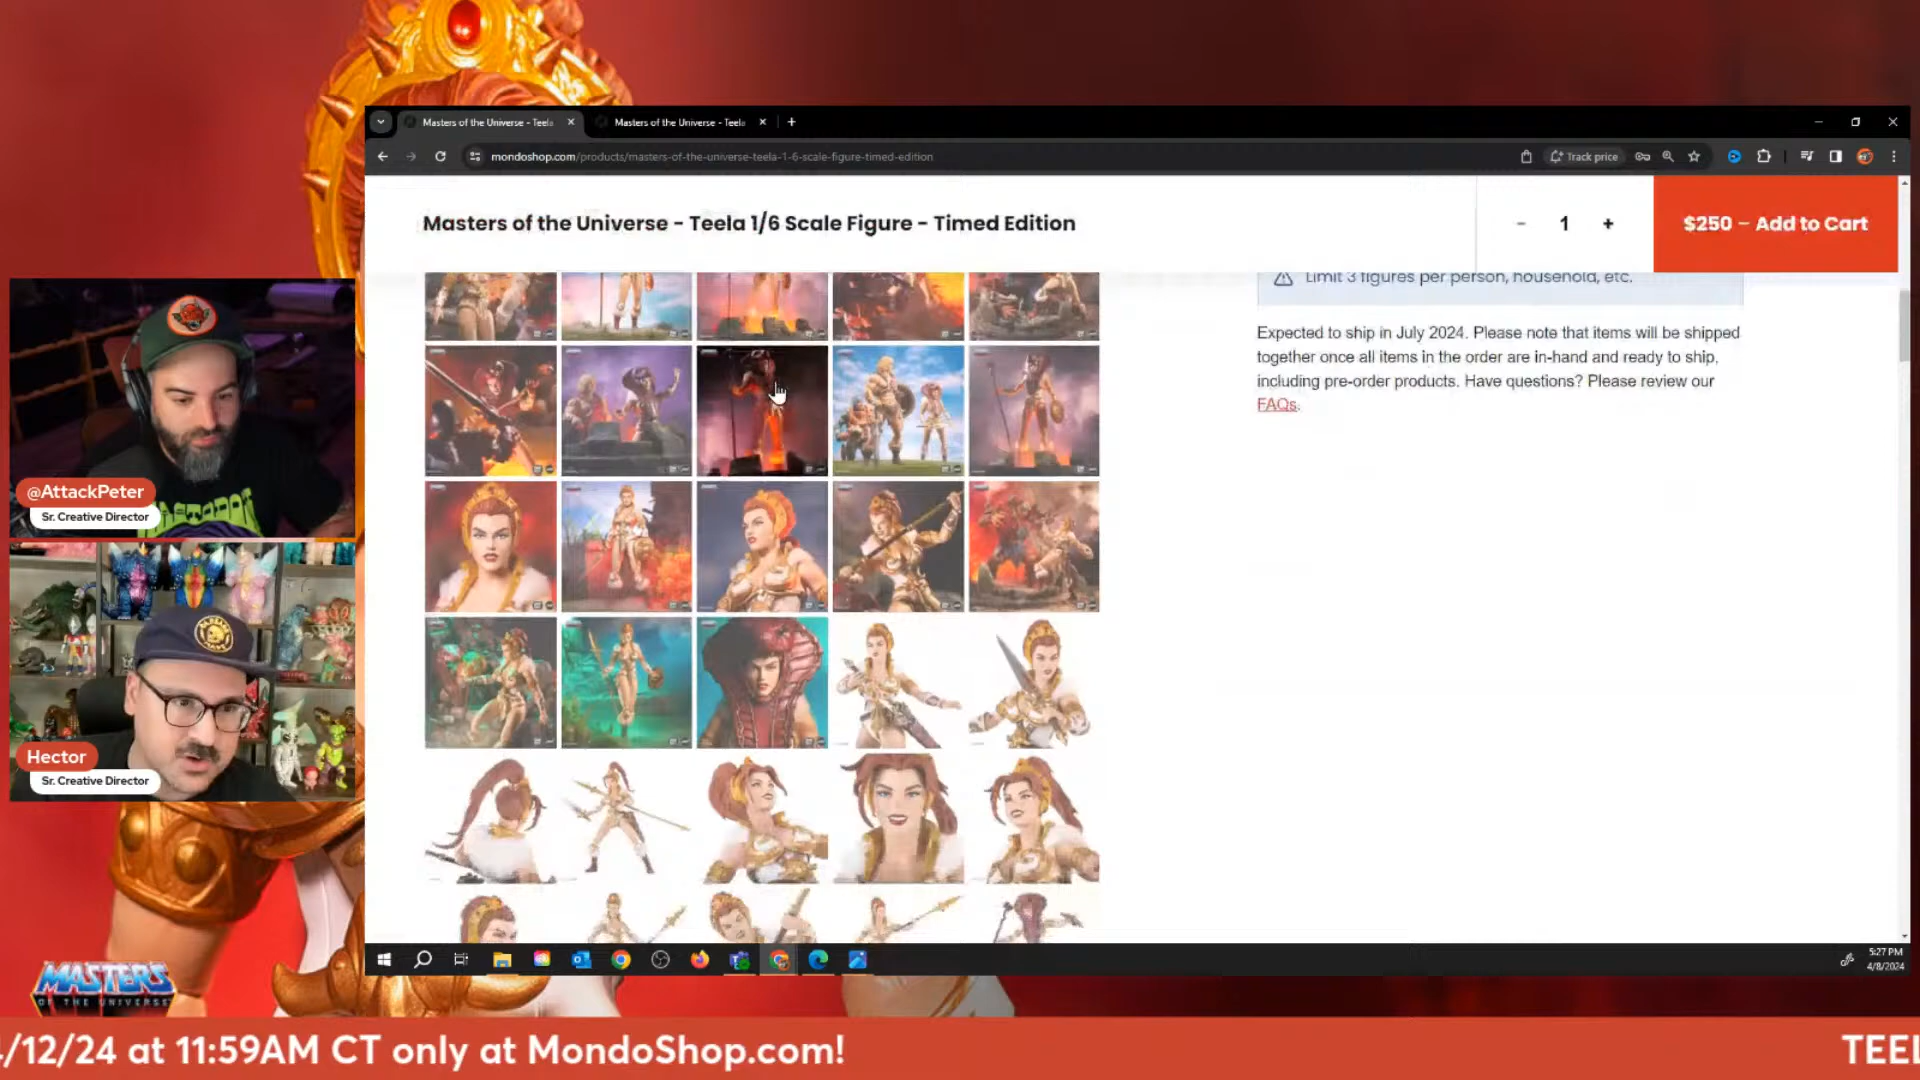 Masters of the Universe - Teela
Masters of the Universe - Teela
mondoshop.com/products/masters-of-the-universe-teela-1-6-scale-figure-timed-edition
Track price
Masters of the Universe - Teela 1/6 Scale Figure - Timed Edition
- 1 +
$250 – Add to Cart
Limit 3 figures per person, household, etc.
Expected to ship in July 2024. Please note that items will be shipped
together once all items in the order are in-hand and ready to ship,
including pre-order products. Have questions? Please review our
FAQs.
@AttackPeter
Sr. Creative Director
Hector
Sr. Creative Director
5:27 PM
4/8/2024
MASTERS
OF THE UNIVERSE
/12/24 at 11:59AM CT only at MondoShop.com!
TEEL